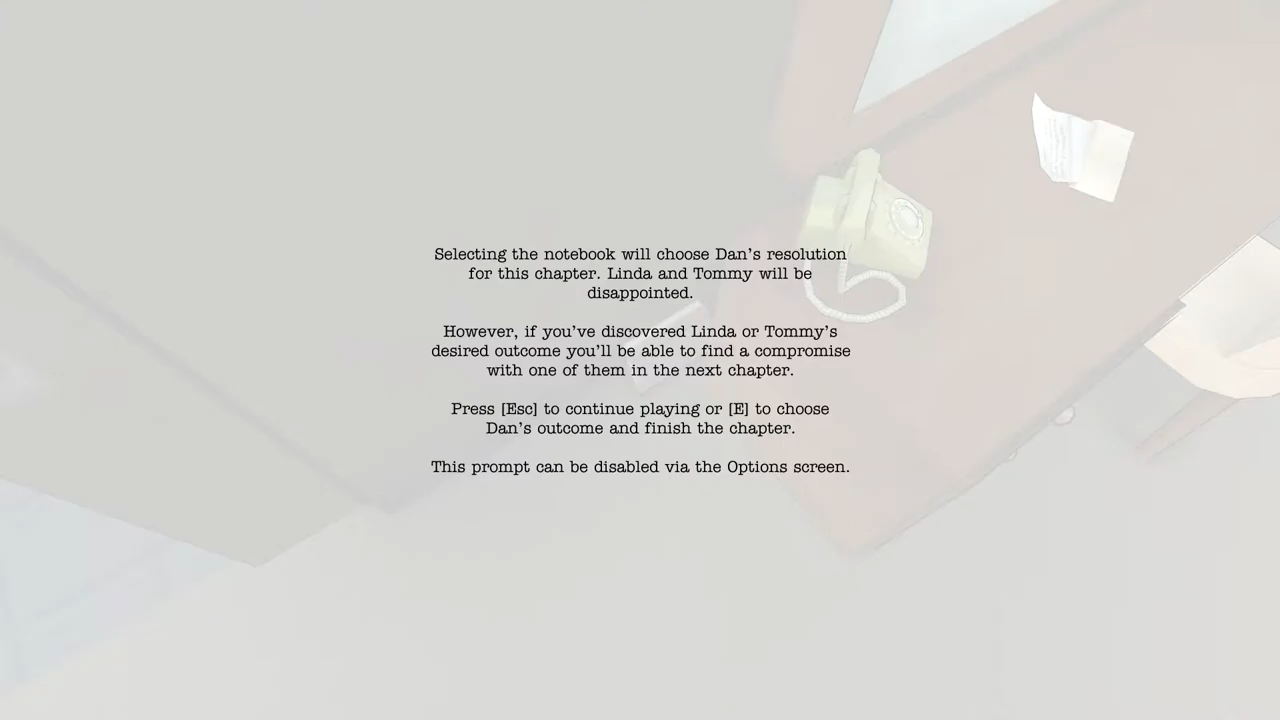 Selecting the notebook will choose Dan's resolution
for this chapter. Linda and Tommy will be
disappointed.
However, if you've discovered Linda or Tommy's
desired outcome you'll be able to find a compromise
with one of them in the next chapter.
Press [Esc] to continue playing or [E] to choose
Dan's outcome and finish the chapter.
This prompt can be disabled via the Options screen.